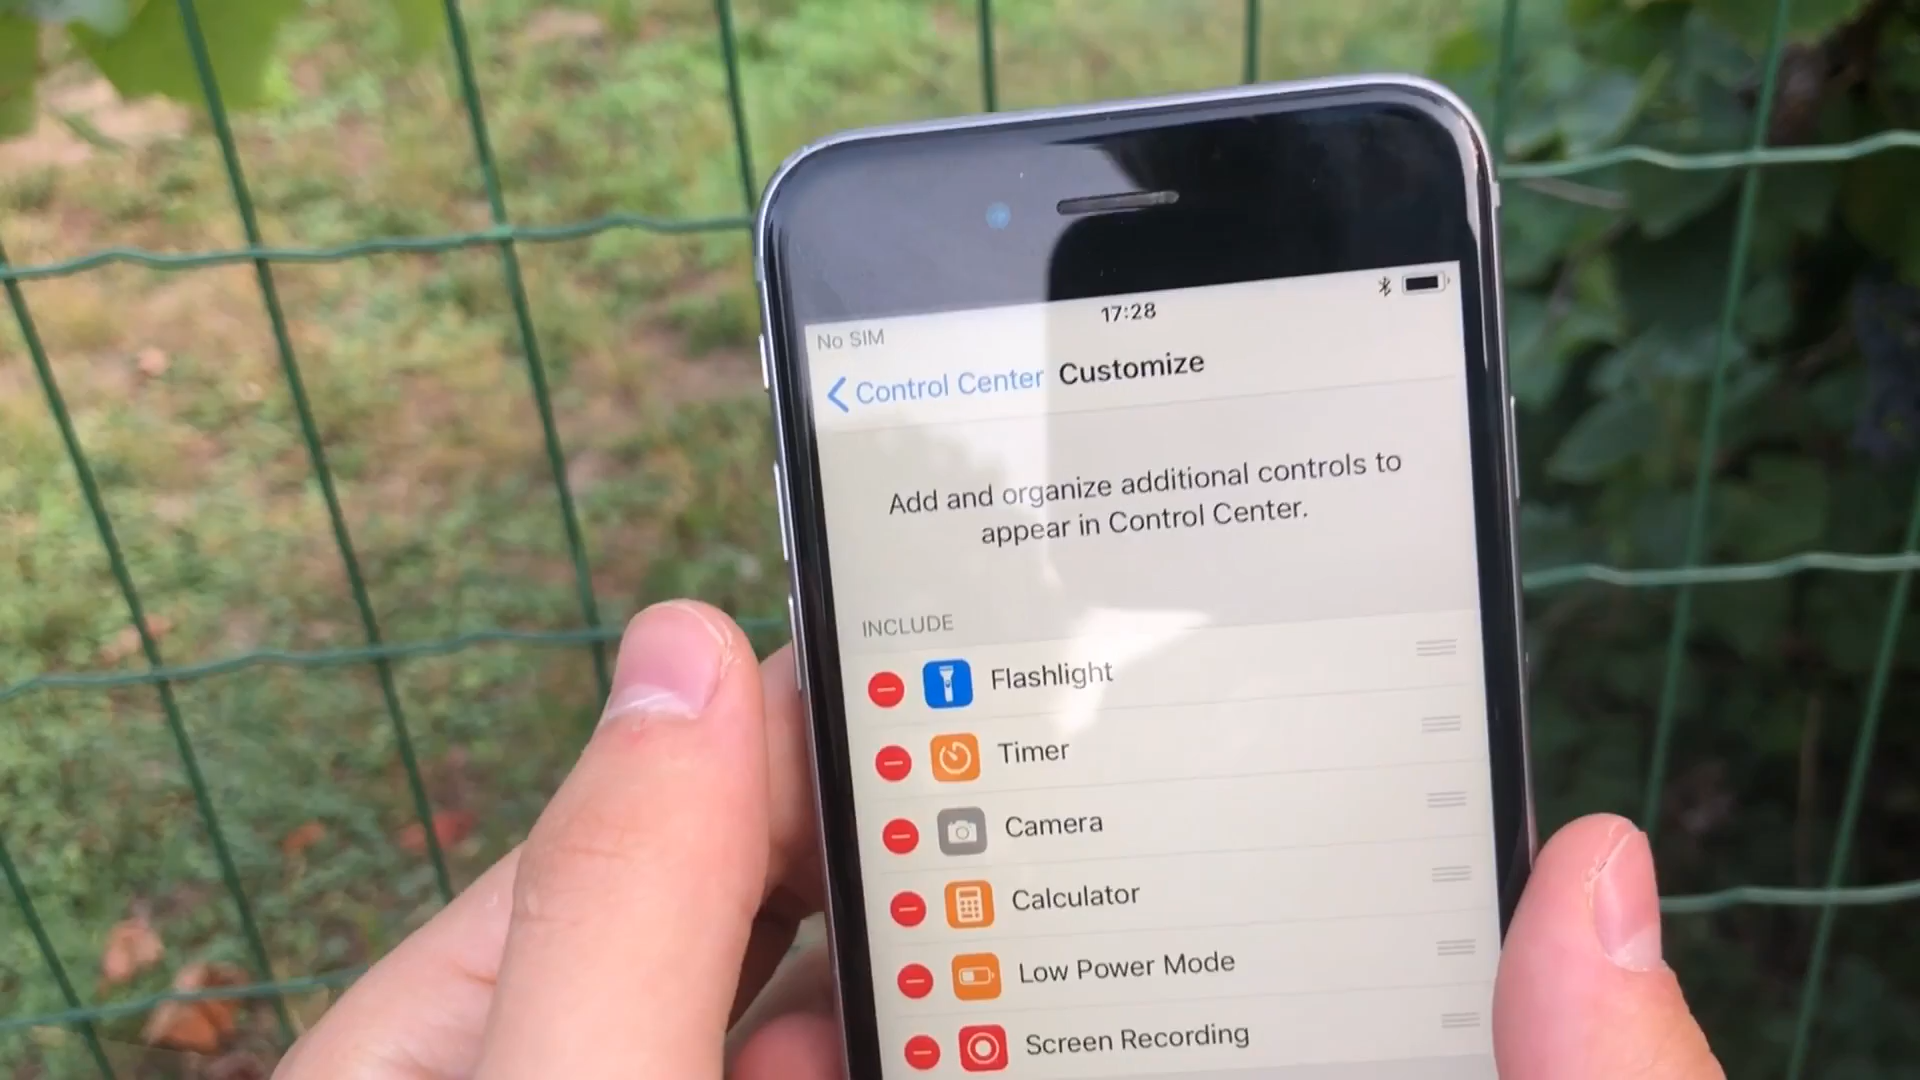 No SIM
17:28
Control Center
Customize
Add and organize additional controls to
appear in Control Center.
INCLUDE
Flashlight
Timer
Camera
Calculator
Low Power Mode
Screen Recording